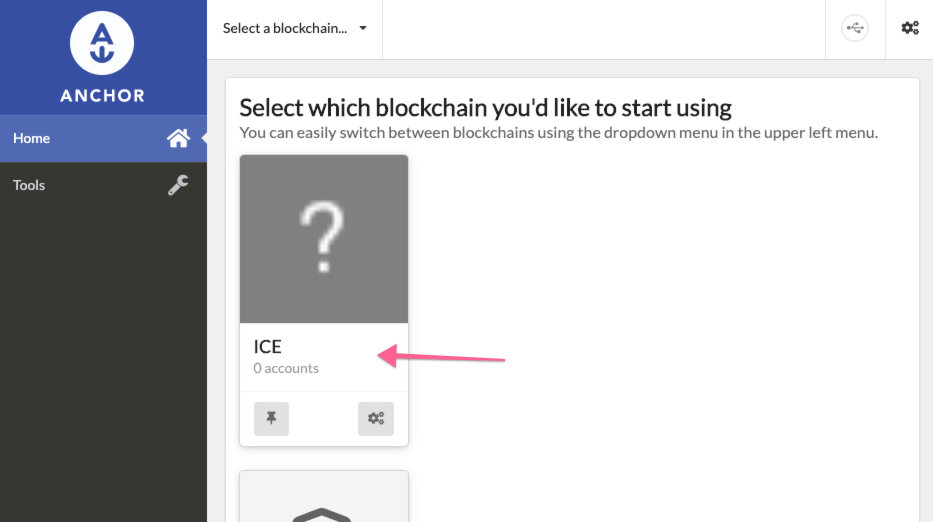 ANCHOR
Home
Tools
Select a blockchain...
Select which blockchain you'd like to start using
You can easily switch between blockchains using the dropdown menu in the upper left menu.
?
ICE
0 accounts